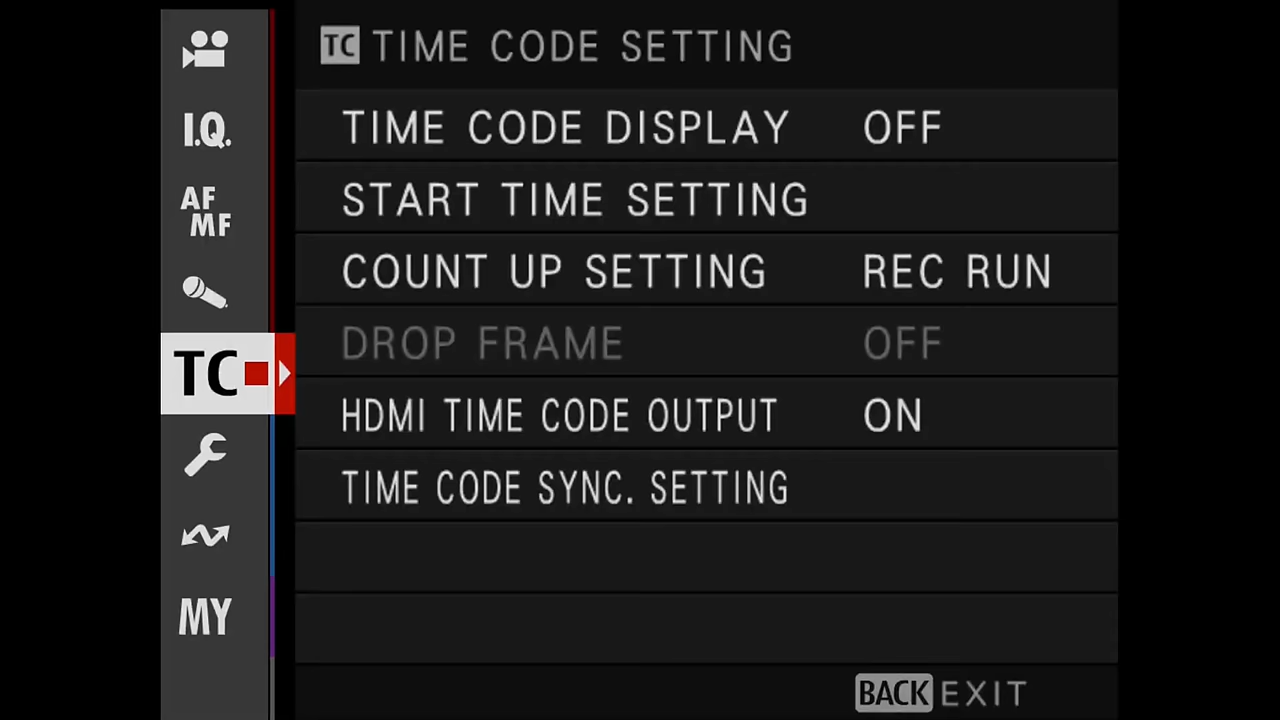 TC TIME CODE SETTING
I.Q.
AF
MF
TC
MY
TIME CODE DISPLAY OFF
START TIME SETTING
COUNT UP SETTING REC RUN
DROP FRAME OFF
HDMI TIME CODE OUTPUT ON
TIME CODE SYNC. SETTING
BACK EXIT